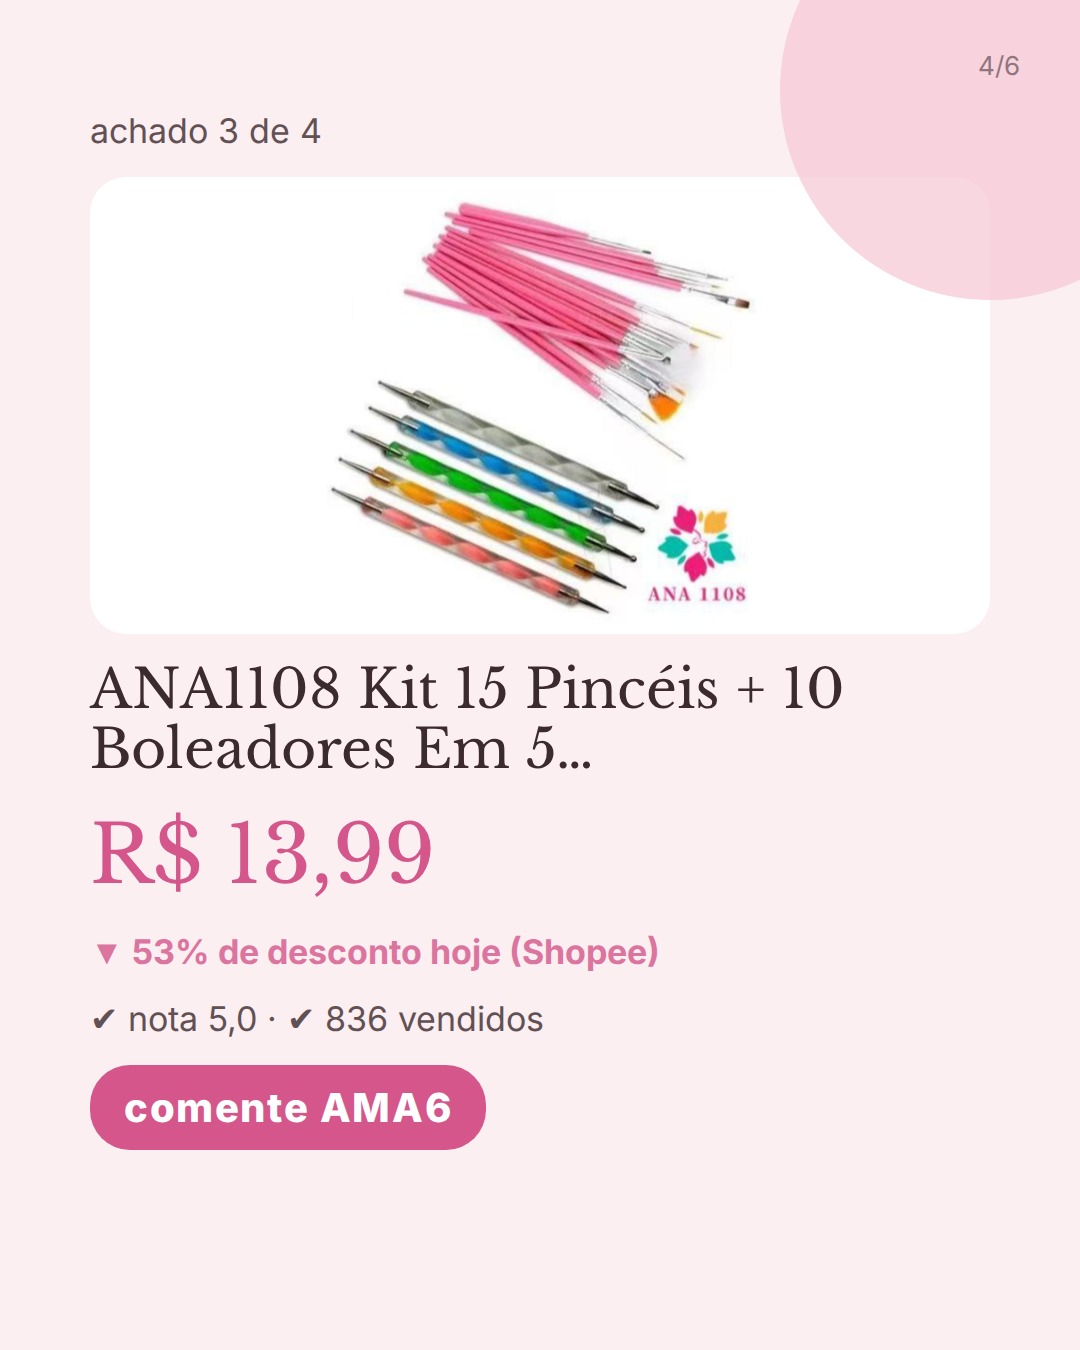 4/6
achado 3 de 4
ANA 1108
ANA1108 Kit 15 Pincéis + 10
Boleadores Em 5...
R$ 13,99
▼ 53% de desconto hoje (Shopee)
✔ nota 5,0 · ✔ 836 vendidos
comente AMA6